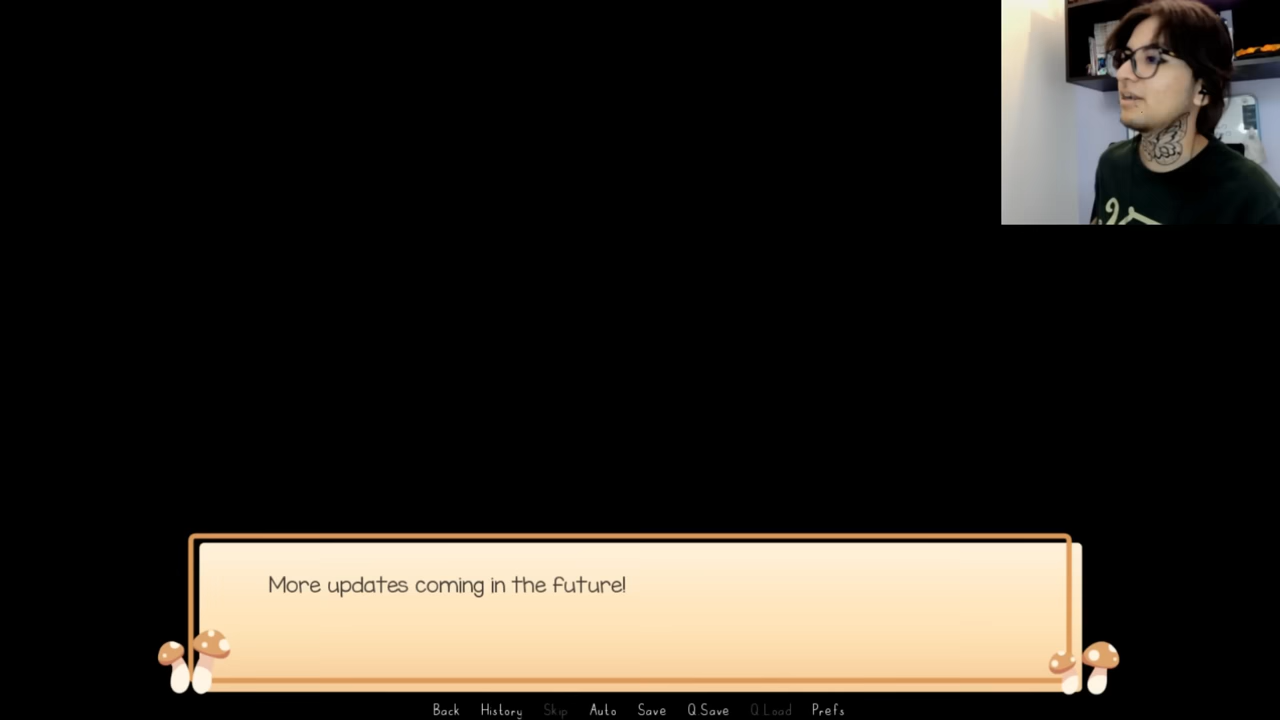 More updates coming in the future!
Back History Skip Auto Save Q.Save Q.Load Prefs